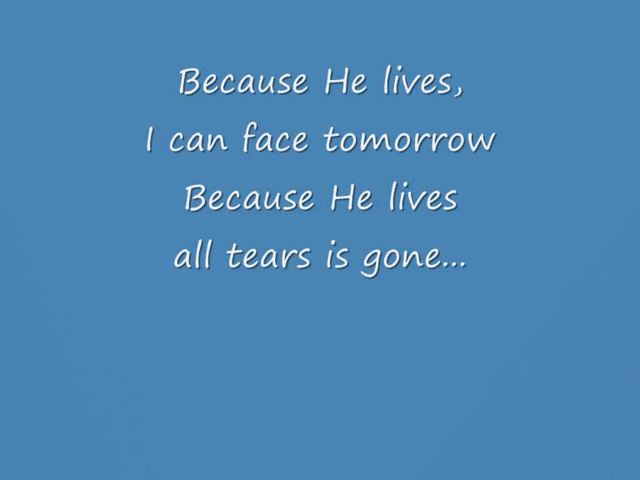 Because He lives,
I can face tomorrow
Because He lives
all tears is gone...